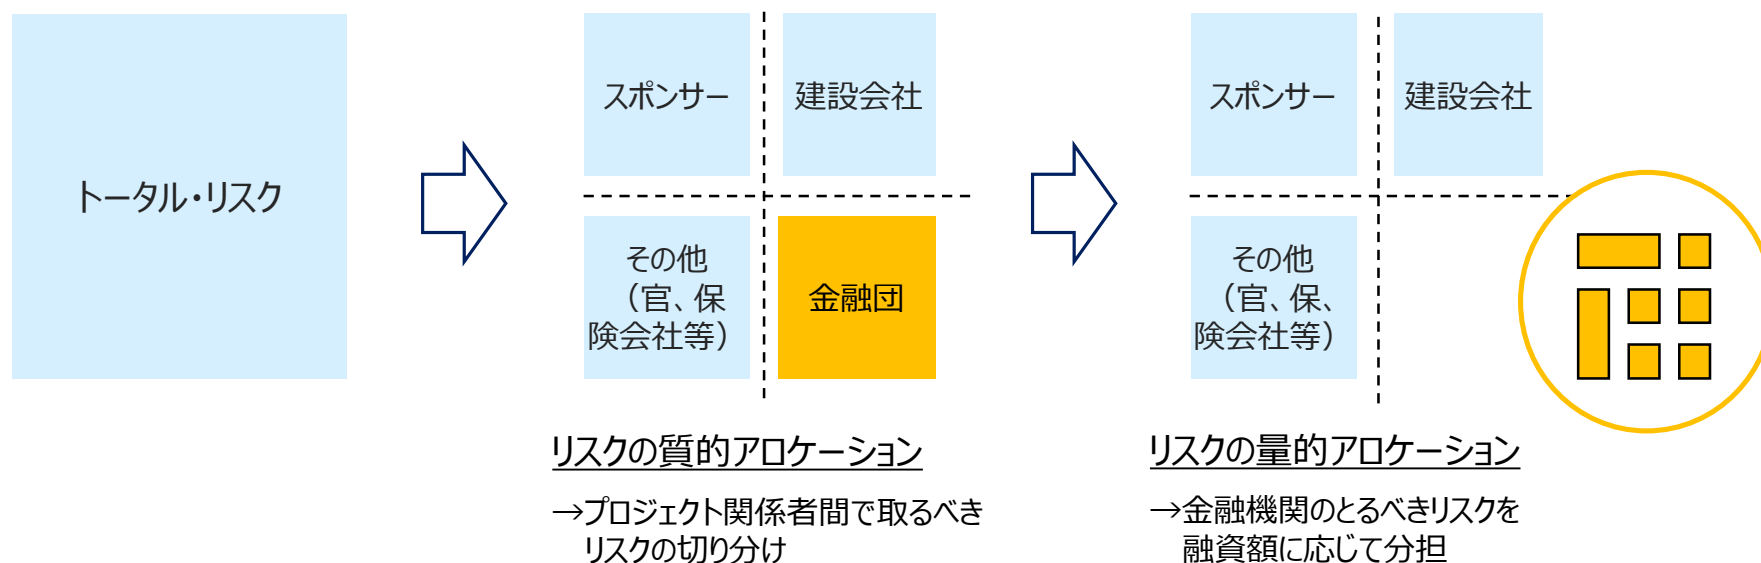 トータル・リスク
スポンサー
建設会社
その他
（官、保
険会社等）
金融団
リスクの質的アロケーション
→プロジェクト関係者間で取るべき
リスクの切り分け
スポンサー
建設会社
その他
（官、保、
険会社等）
リスクの量的アロケーション
→金融機関のとるべきリスクを
融資額に応じて分担